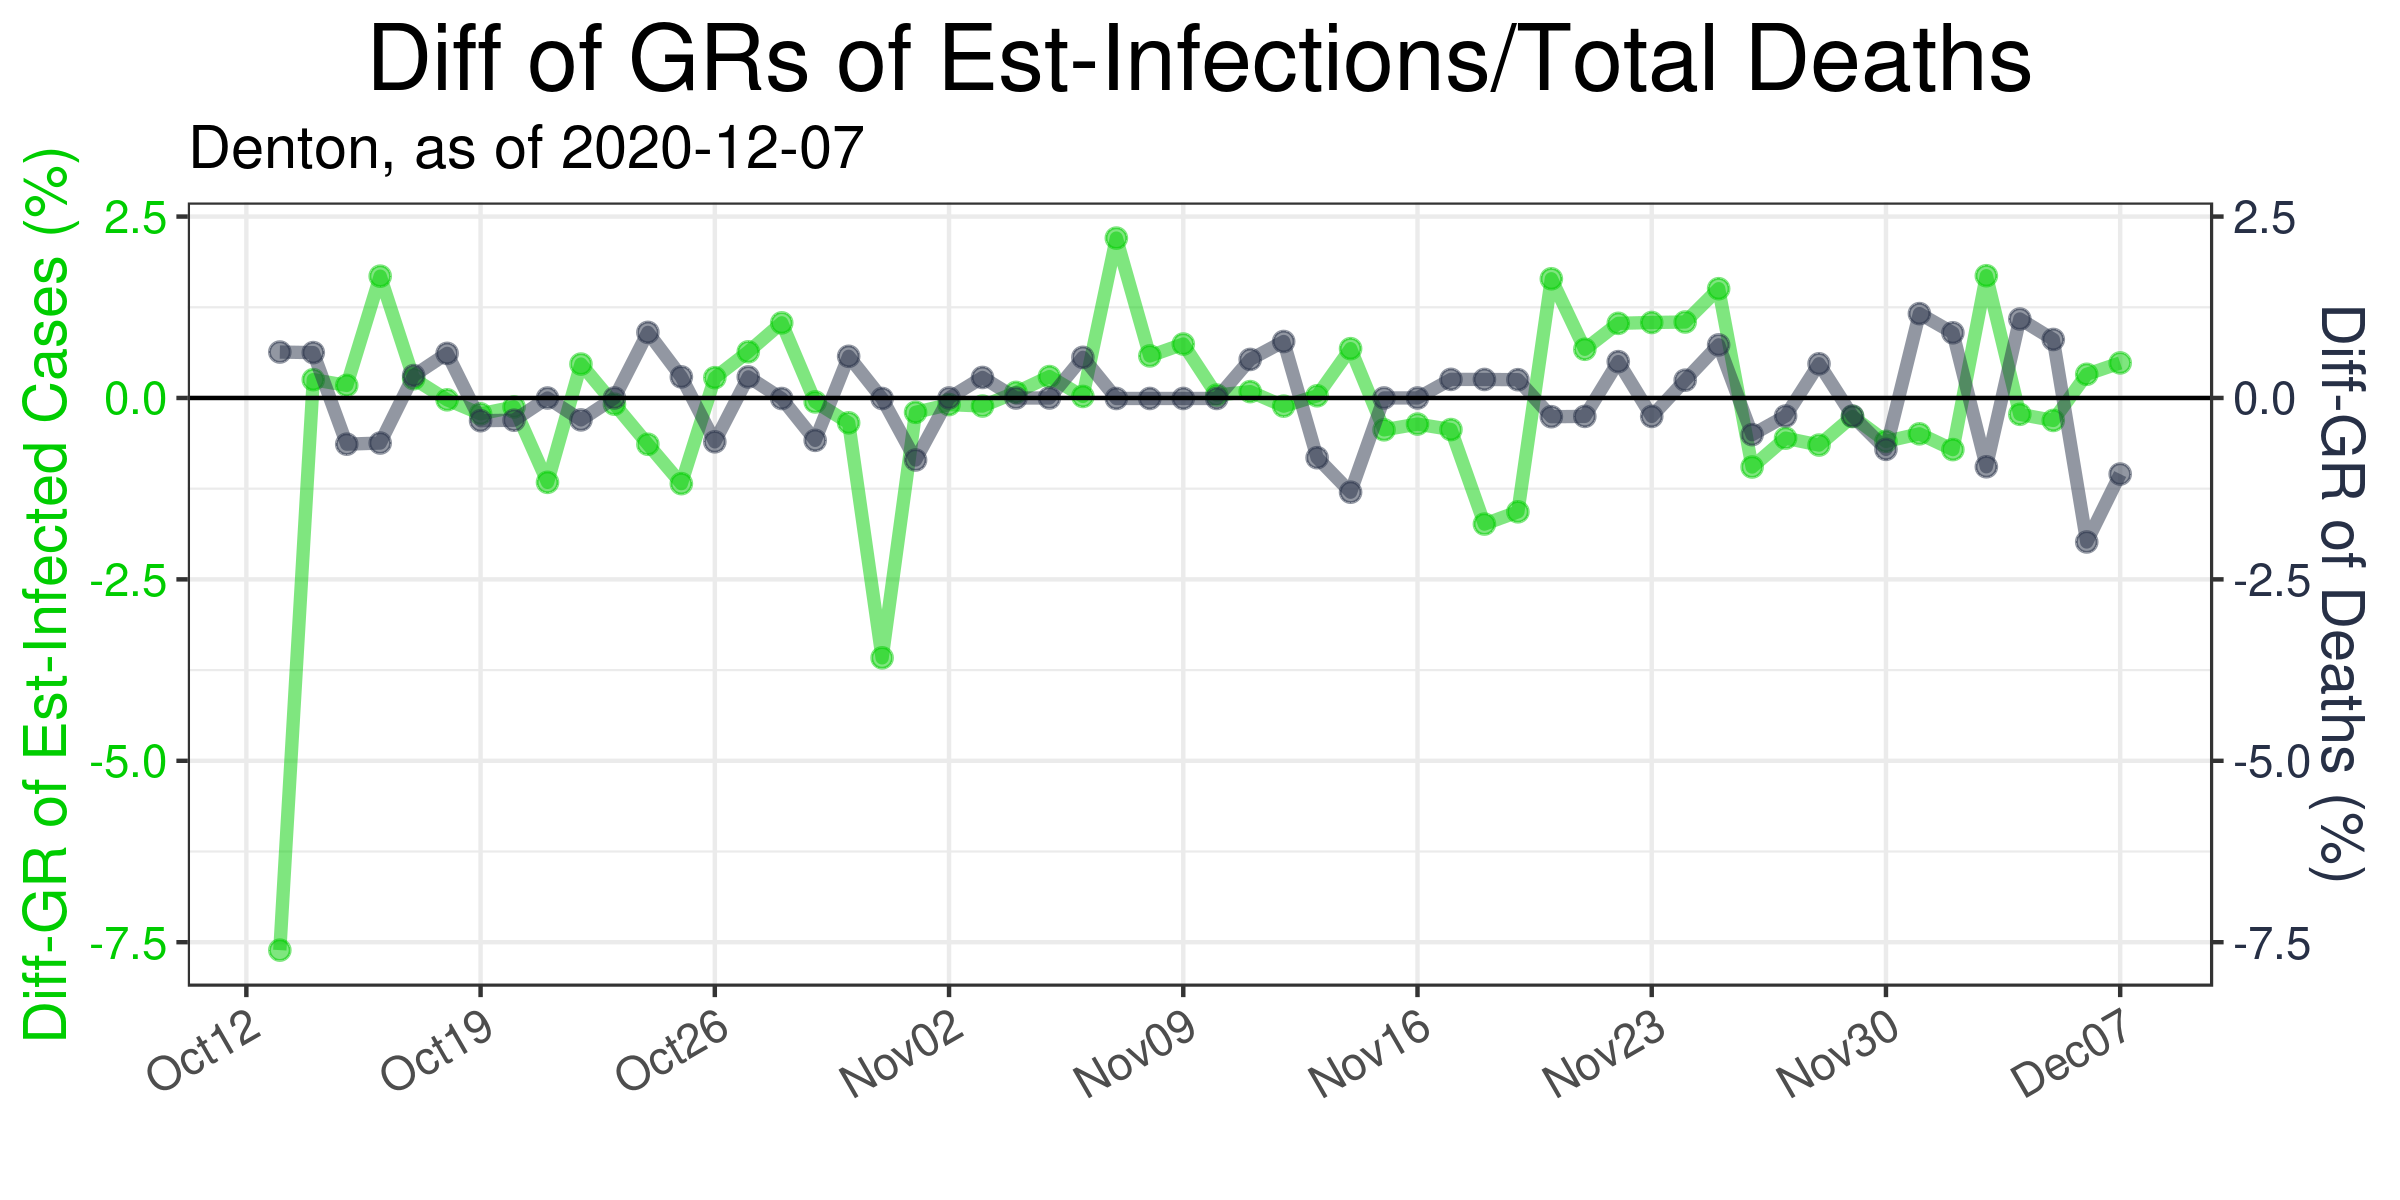 Diff of GRs of Est-Infections/Total Deaths
Denton, as of 2020-12-07
Diff-GR of Est-Infected Cases (%)
2.5
0.0
-2.5
-5.0
-7.5
2.5
0.0
-2.5
-5.0
-7.5
Diff-GR of Deaths (%)
Oct12
Oct19
Oct26
Nov02
Nov09
Nov16
Nov23
Nov30
Dec07